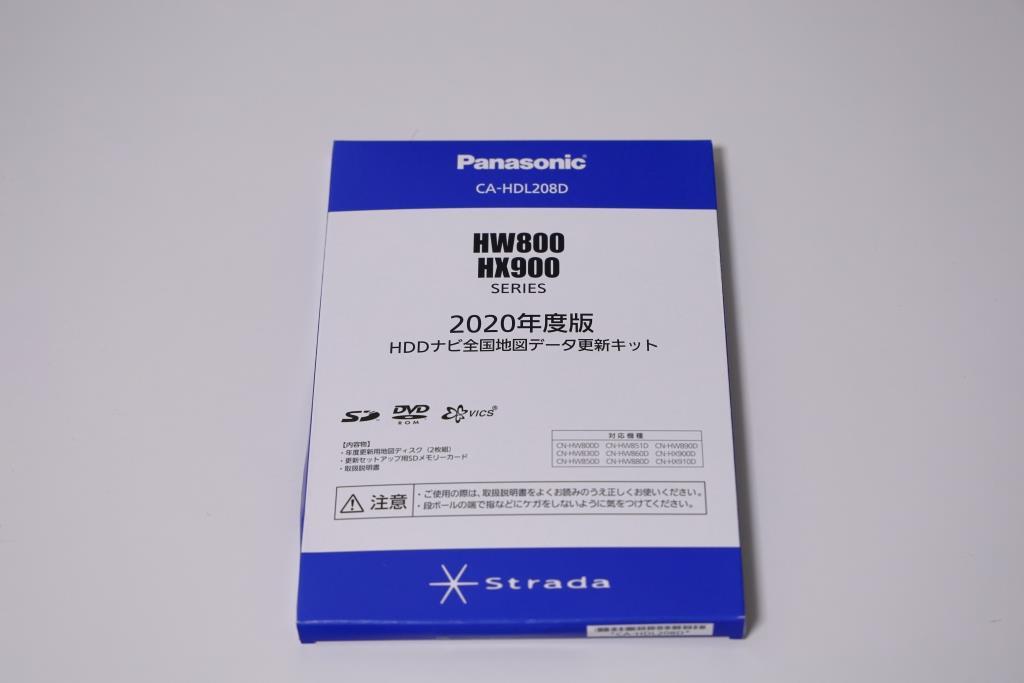 Panasonic
CA-HDL208D
HW800
HX900
SERIES
2020年度版
HDDナビ全国地図データ更新キット
SD DVD ROM VICS
【内容物】
・年度更新用地図ディスク（2枚組）
・更新セットアップ用SDメモリーカード
・取扱説明書
対応機種
CN-HW800D CN-HW851D CN-HW890D
CN-HW830D CN-HW860D CN-HX900D
CN-HW850D CN-HW880D CN-HX910D
注意
・ご使用の際は、取扱説明書をよくお読みのうえ正しくお使いください。
・段ボールの端で指などにケガをしないように気をつけてください。
Strada
*CA-HDL208D*